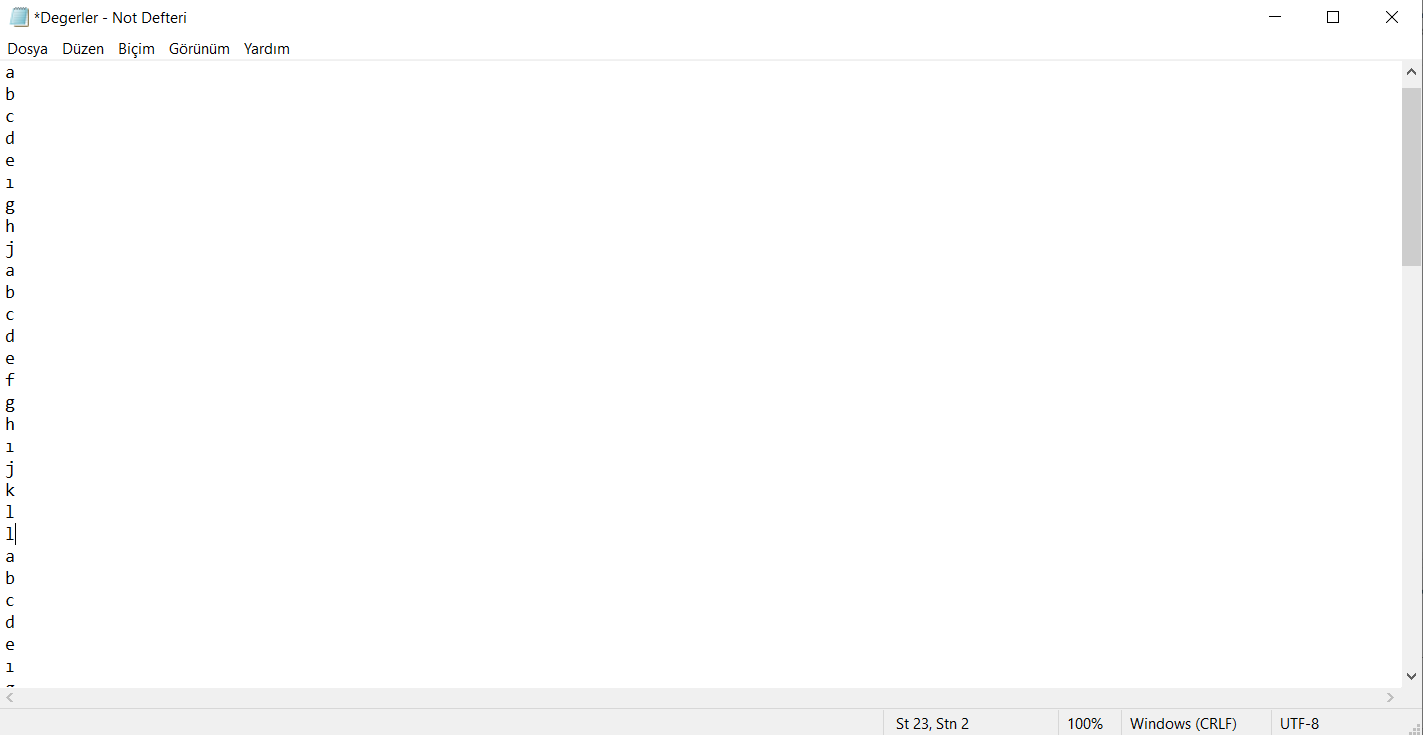 *Degerler - Not Defteri
Dosya Düzen Biçim Görünüm Yardım
a
b
c
d
e
ı
g
h
j
a
b
c
d
e
f
g
h
ı
j
k
l
l
a
b
c
d
e
ı
St 23, Stn 2 100% Windows (CRLF) UTF-8